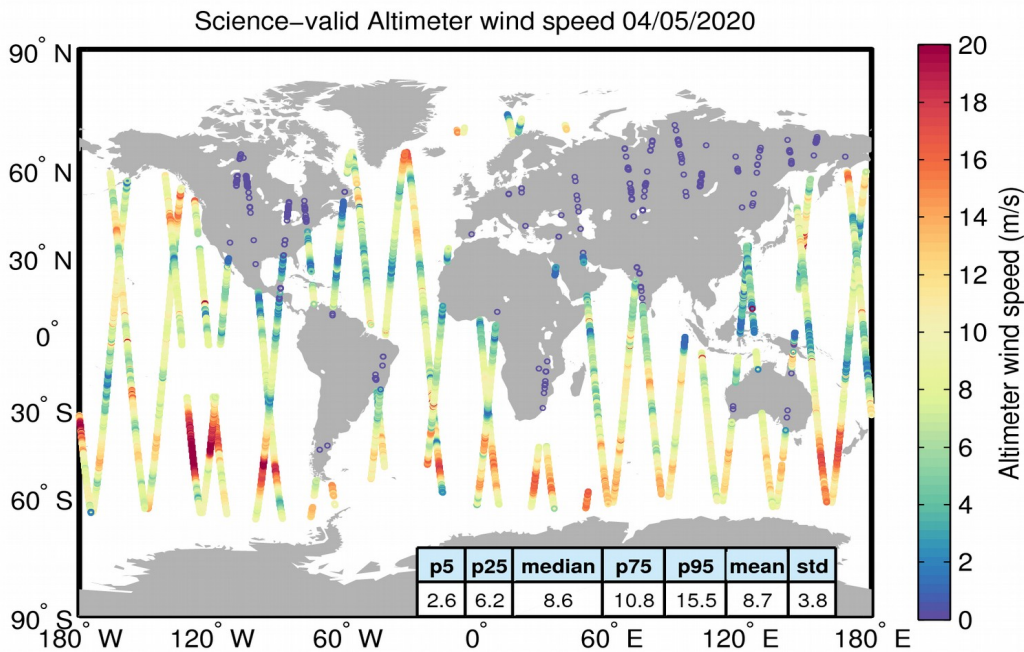 Science−valid Altimeter wind speed 04/05/2020
90° N
60° N
30° N
0°
30° S
60° S
90° S
180° W
120° W
60° W
0°
60° E
120° E
180° E
p5 p25 median p75 p95 mean std
2.6 6.2 8.6 10.8 15.5 8.7 3.8
20
18
16
14
12
10
8
6
4
2
0
Altimeter wind speed (m/s)